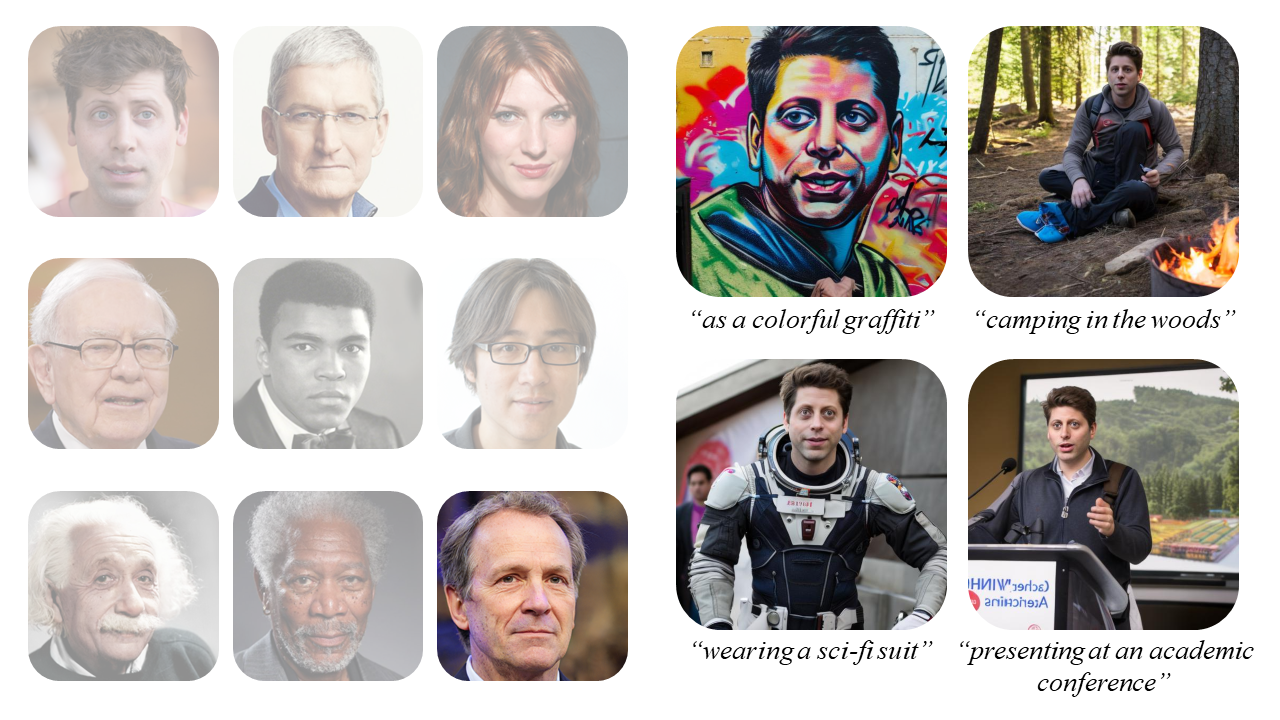 “as a colorful graffiti”
“camping in the woods”
“wearing a sci-fi suit”
“presenting at an academic
conference”